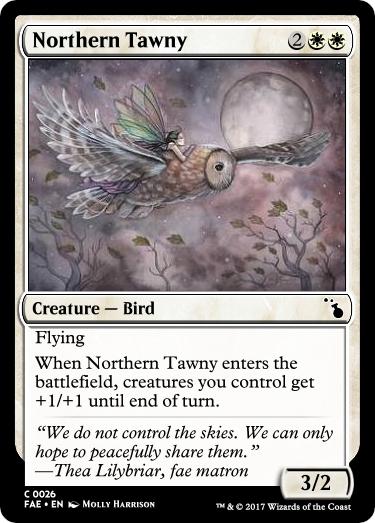 Northern Tawny 2
Creature — Bird
Flying
When Northern Tawny enters the
battlefield, creatures you control get
+1/+1 until end of turn.
“We do not control the skies. We can only
hope to peacefully share them.”
—Thea Lilybriar, fae matron
3/2
C 0026
FAE • EN Molly Harrison
™ & © 2017 Wizards of the Coast